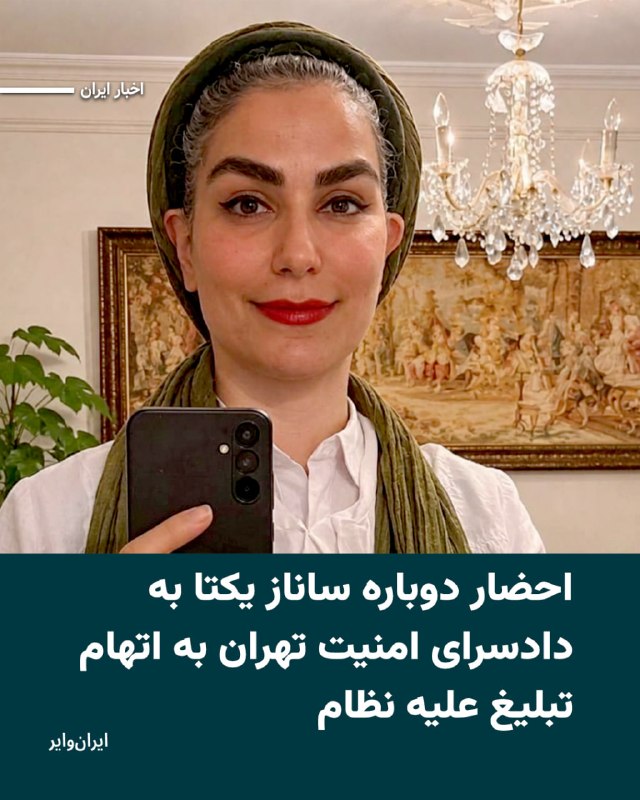 اخبار ایران
احضار دوباره ساناز یکتا به
دادسرای امنیت تهران به اتهام
تبلیغ علیه نظام
ایران‌وایر